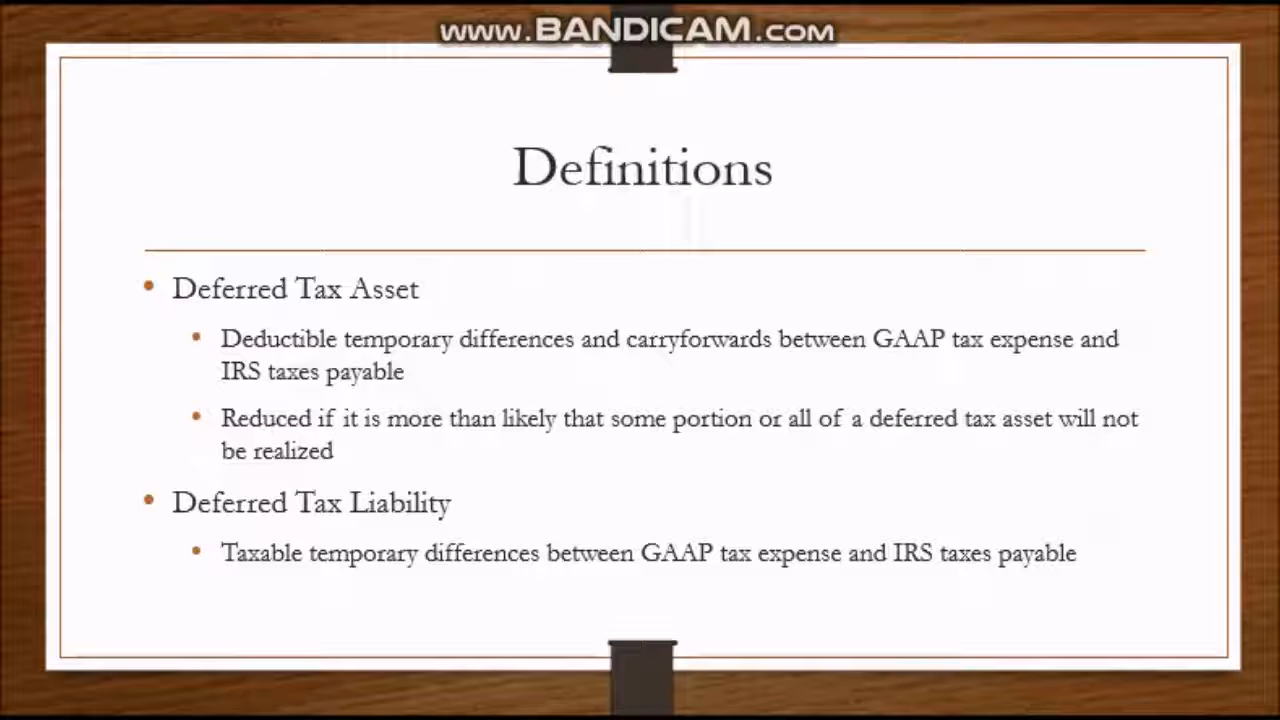 www.BANDICAM.com
Definitions
• Deferred Tax Asset
• Deductible temporary differences and carryforwards between GAAP tax expense and
IRS taxes payable
• Reduced if it is more than likely that some portion or all of a deferred tax asset will not
be realized
• Deferred Tax Liability
• Taxable temporary differences between GAAP tax expense and IRS taxes payable